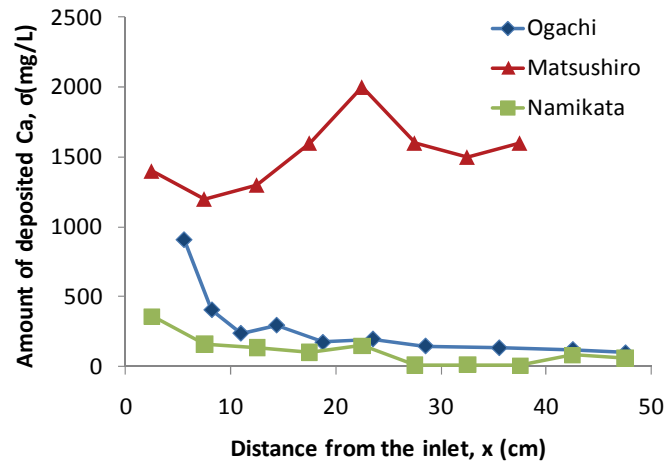 2500
2000
1500
1000
500
0
Amount of deposited Ca, σ(mg/L)
Ogachi
Matsushiro
Namikata
0 10 20 30 40 50
Distance from the inlet, x (cm)